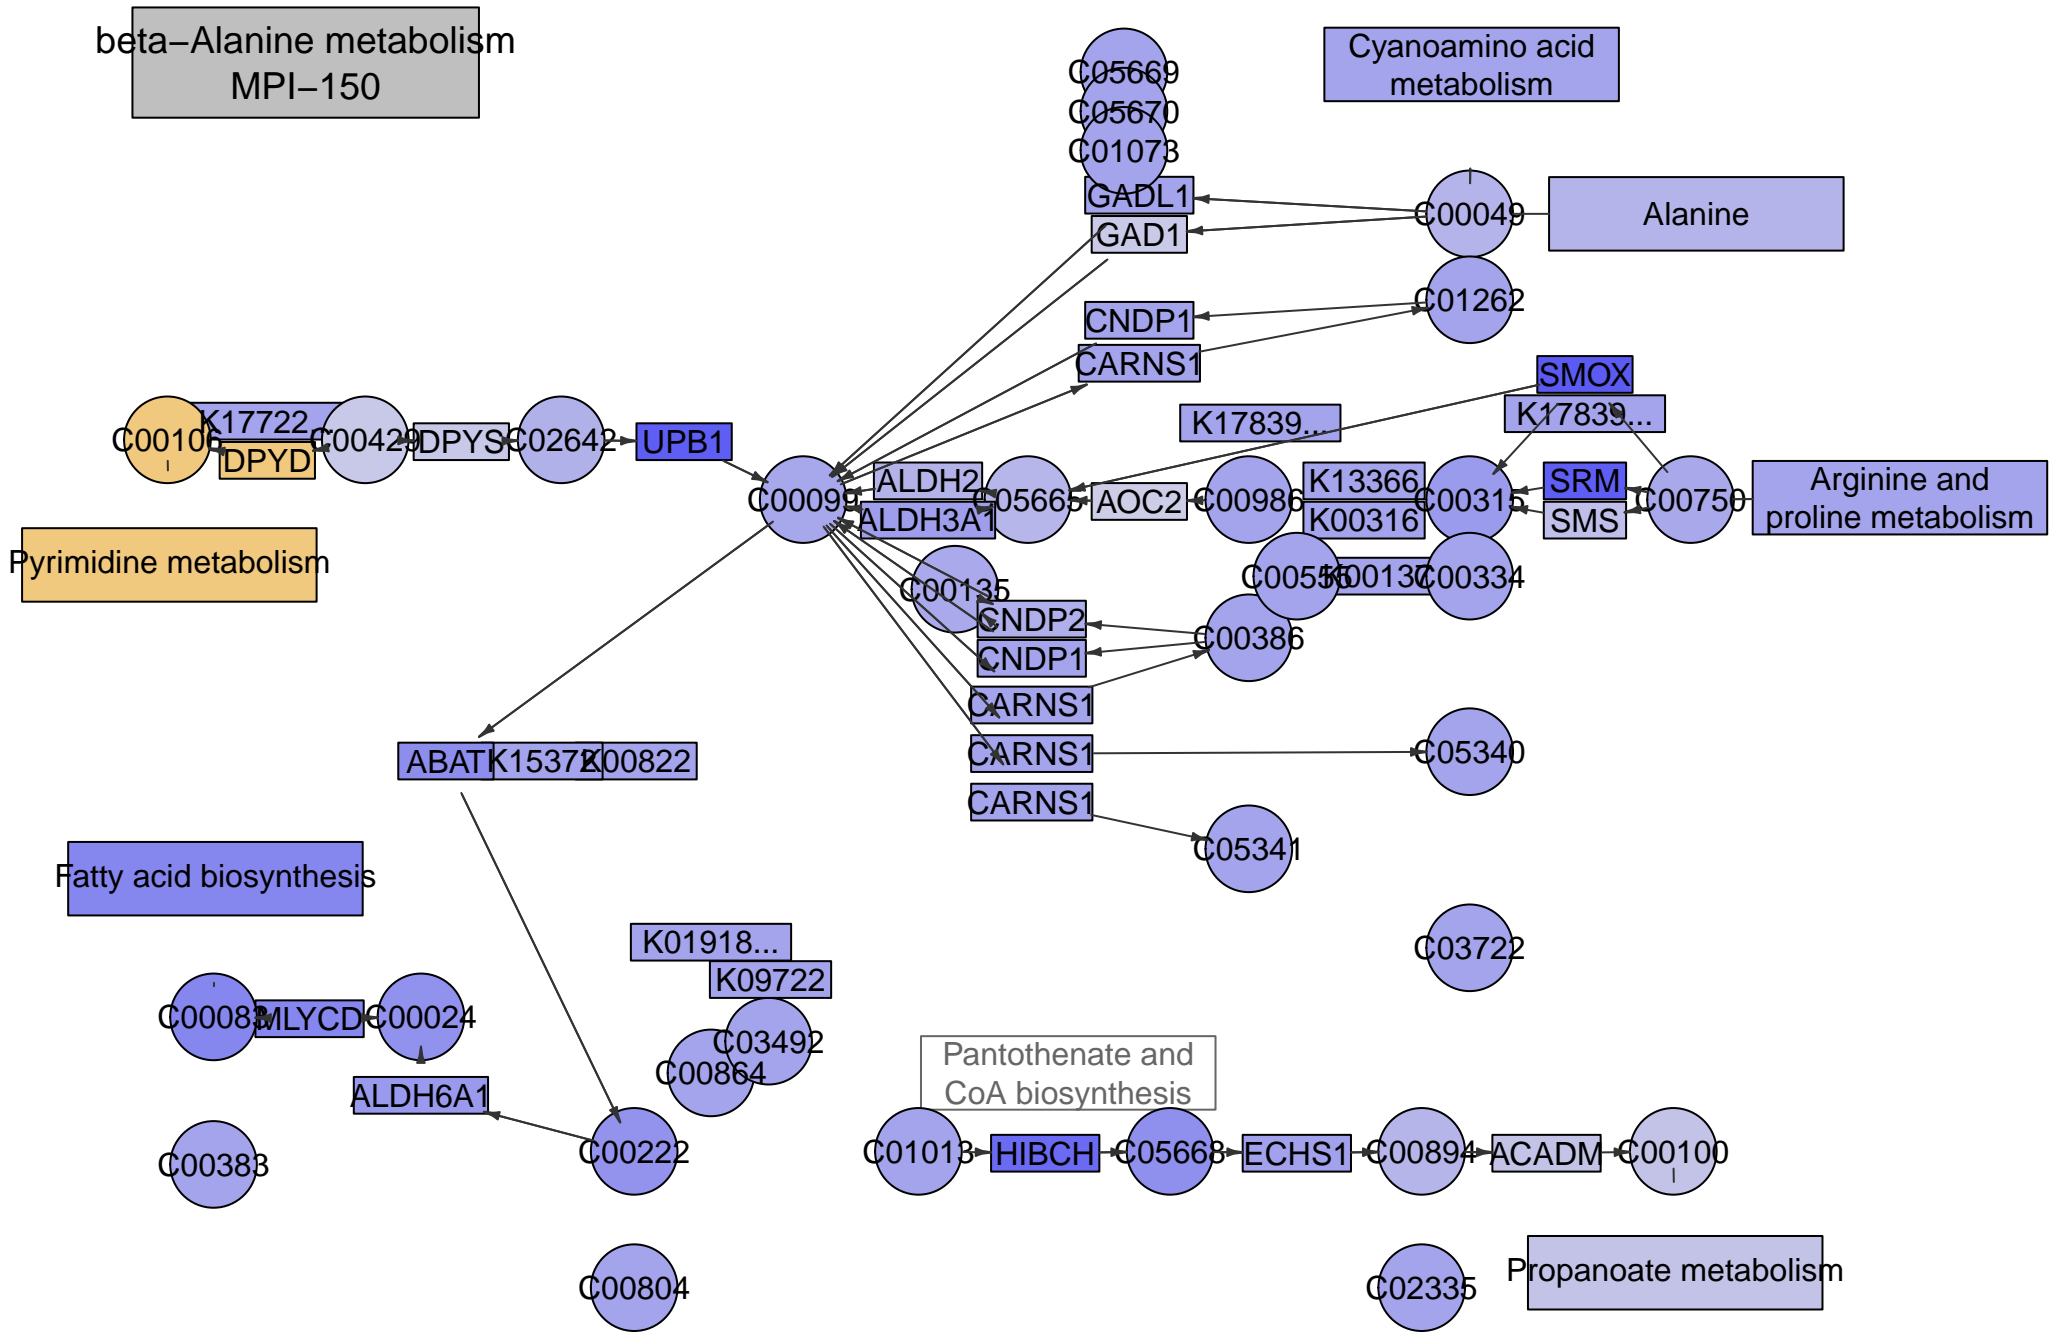 beta−Alanine metabolism
MPI−150
C05669
C05670
C01073
Cyanoamino acid
metabolism
GADL1
GAD1
C00049
Alanine
C01262
CNDP1
CARNS1
SMOX
K17839...
K17839...
C00106
K17722...
DPYD
C00429
DPYS
C02642
UPB1
C00099
ALDH2
ALDH3A1
C05665
AOC2
C00986
K13366
K00316
C00315
SRM
SMS
C00750
Arginine and
proline metabolism
Pyrimidine metabolism
C00135
C00555
K00137
C00334
CNDP2
CNDP1
C00386
CARNS1
CARNS1
CARNS1
C05340
C05341
ABAT
K15372
K00822
Fatty acid biosynthesis
K01918...
K09722
C03722
C00083
MLYCD
C00024
C03492
C00864
Pantothenate and
CoA biosynthesis
ALDH6A1
C00383
C00222
C01013
HIBCH
C05668
ECHS1
C00894
ACADM
C00100
C00804
C02335
Propanoate metabolism